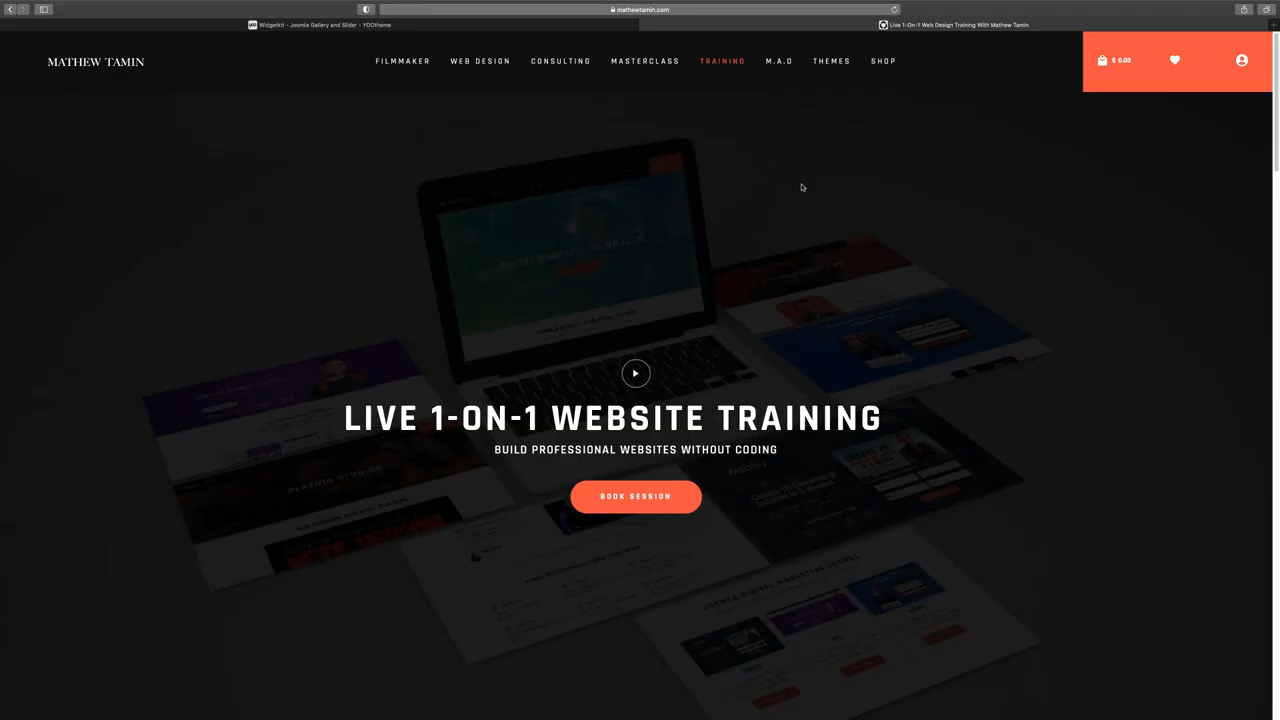 mathewtamin.com
Widgetkit - Joomla Gallery and Slider - YOOtheme
Live 1-On-1 Web Design Training With Mathew Tamin
MATHEW TAMIN
FILMMAKER WEB DESIGN CONSULTING MASTERCLASS TRAINING M.A.D THEMES SHOP
$ 0.00
LIVE 1-ON-1 WEBSITE TRAINING
BUILD PROFESSIONAL WEBSITES WITHOUT CODING
BOOK SESSION